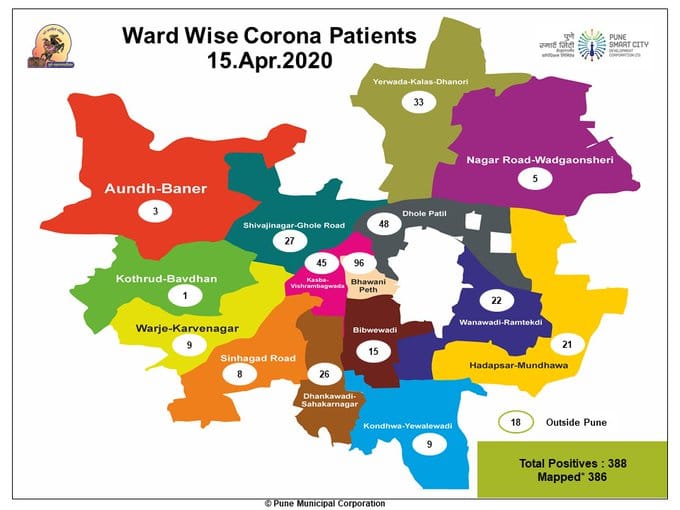 Ward Wise Corona Patients
15.Apr.2020
पुणे
स्मार्ट सिटी
PUNE
SMART CITY
DEVELOPMENT
CORPORATION LTD
Yerwada-Kalas-Dhanori
33
Nagar Road-Wadgaonsheri
5
Aundh-Baner
3
Shivajinagar-Ghole Road
27
Dhole Patil
48
Kasba-
Vishrambagwada
45
96
Bhawani
Peth
Kothrud-Bavdhan
1
Warje-Karvenagar
9
Sinhagad Road
8
26
Dhankawadi-
Sahakarnagar
Bibwewadi
15
22
Wanawadi-Ramtekdi
21
Hadapsar-Mundhawa
Kondhwa-Yewalewadi
9
18 Outside Pune
Total Positives : 388
Mapped* 386
© Pune Municipal Corporation